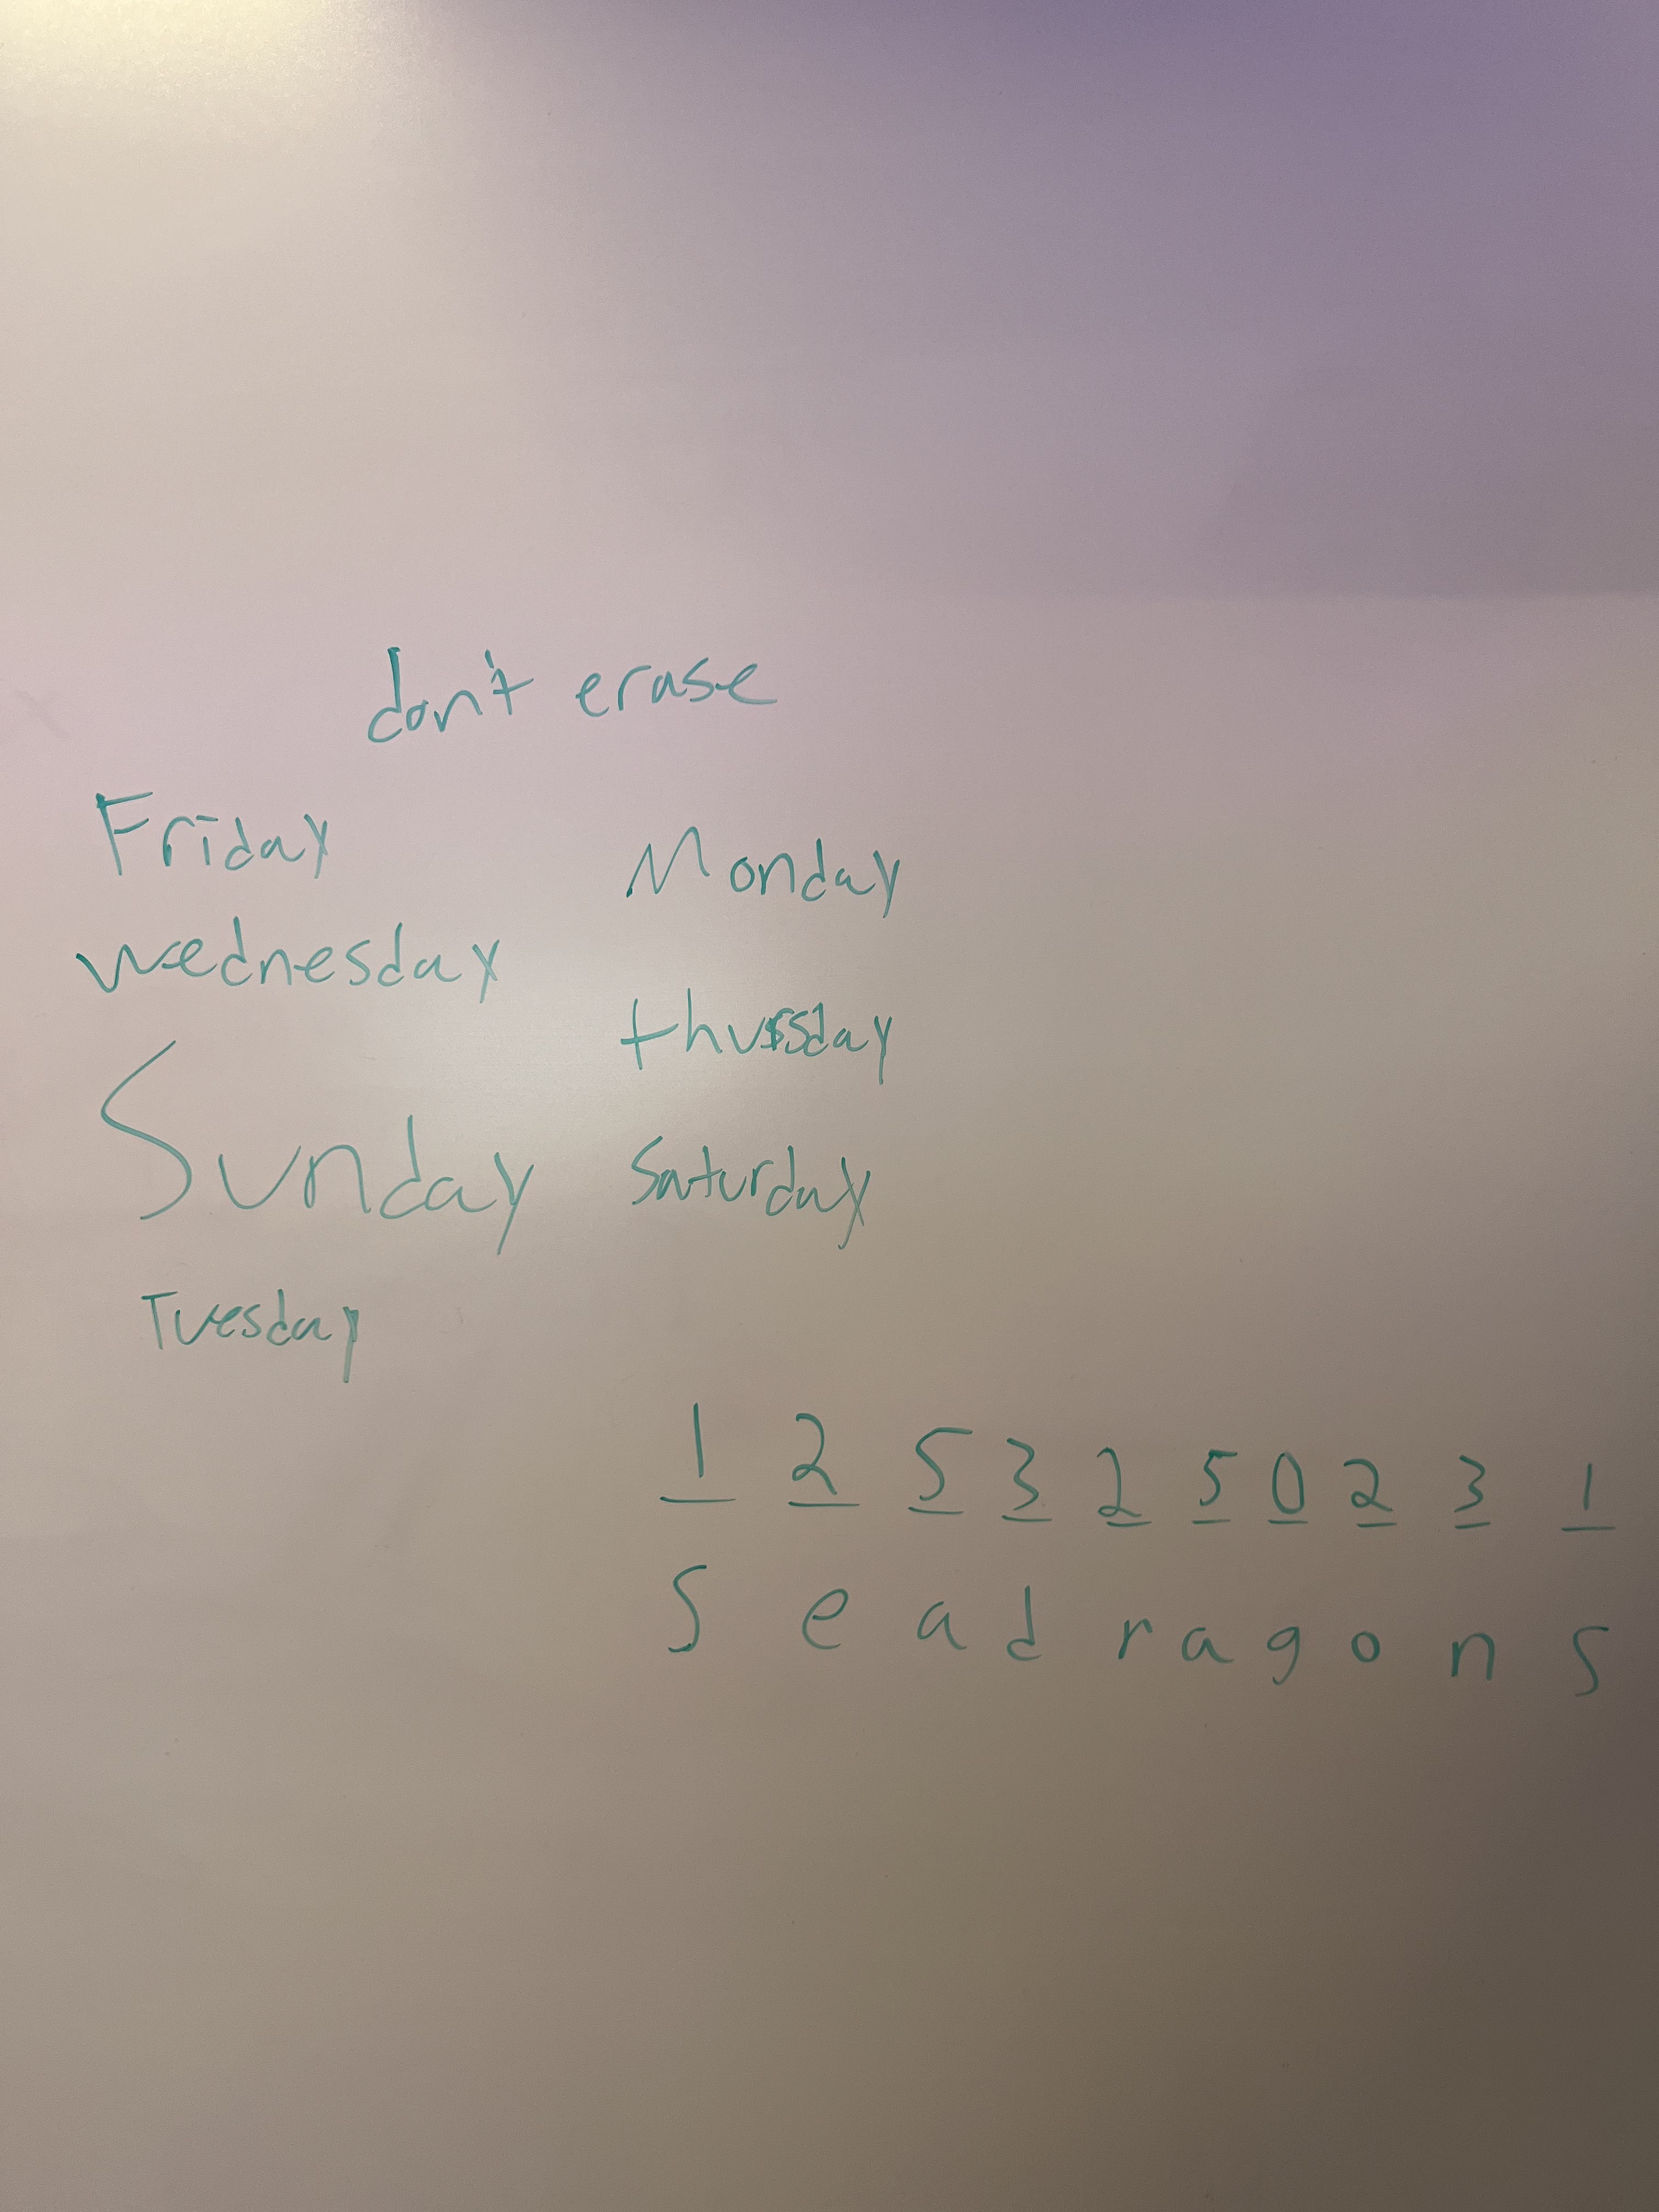 don't erase
Friday
Monday
wednesday
thursday
Sunday
Saturday
Tuesday
1 2 5 3 2 5 0 2 3 1
S e a d r a g o n s